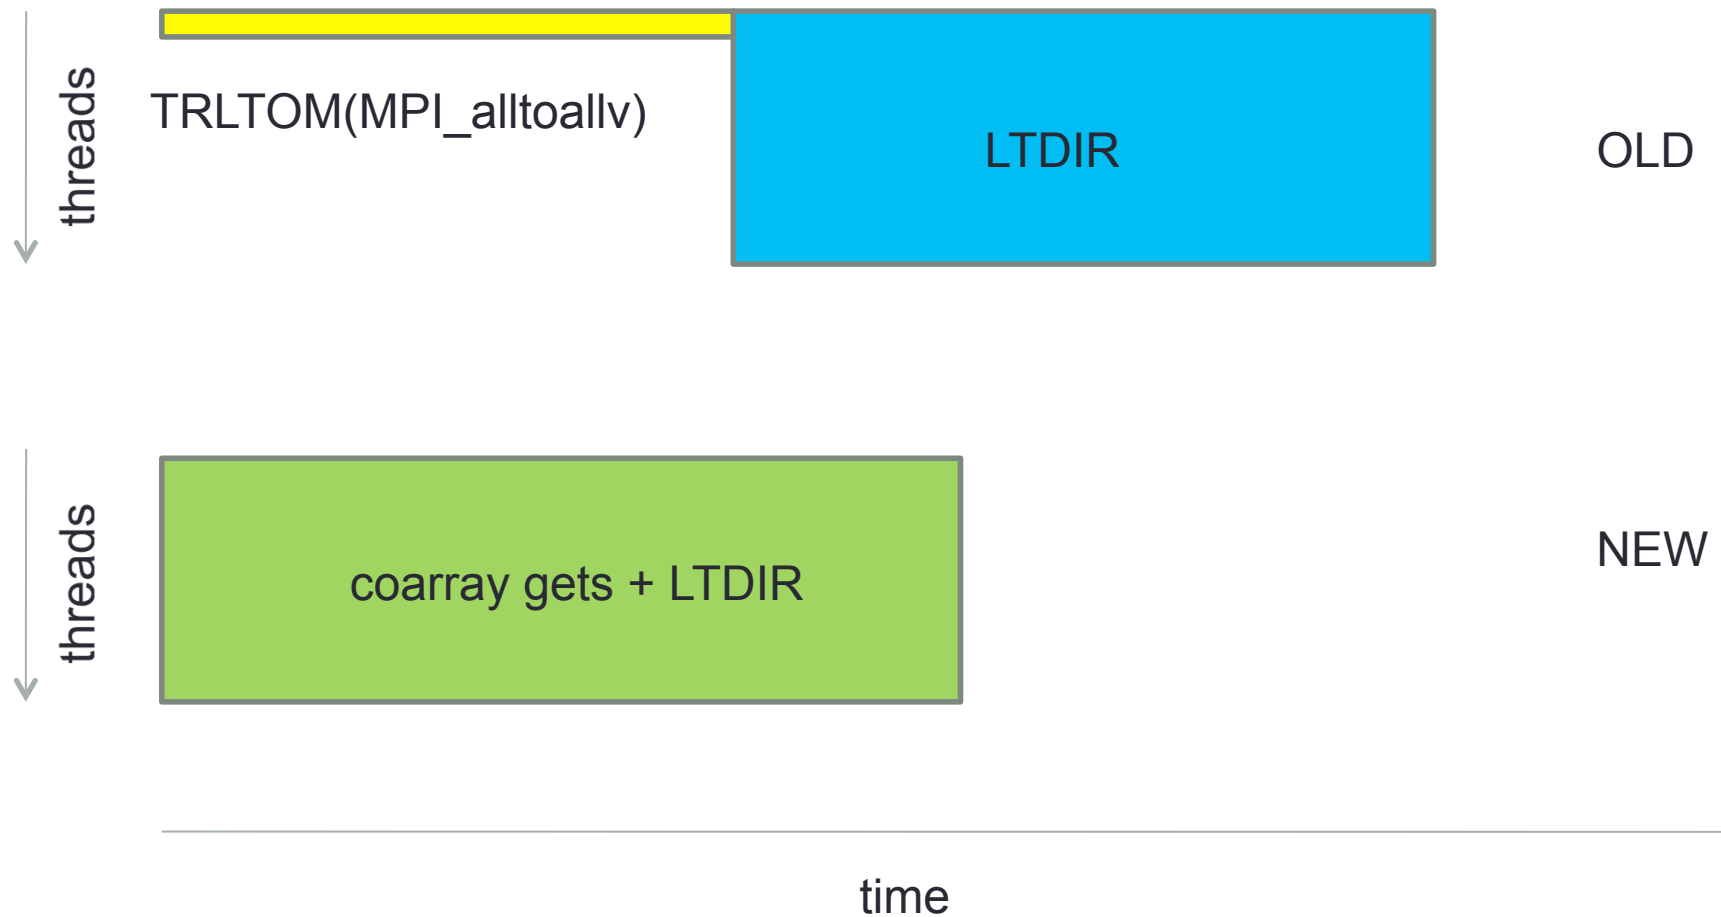 threads
TRLTOM(MPI_alltoallv)
LTDIR
OLD
threads
coarray gets + LTDIR
NEW
time